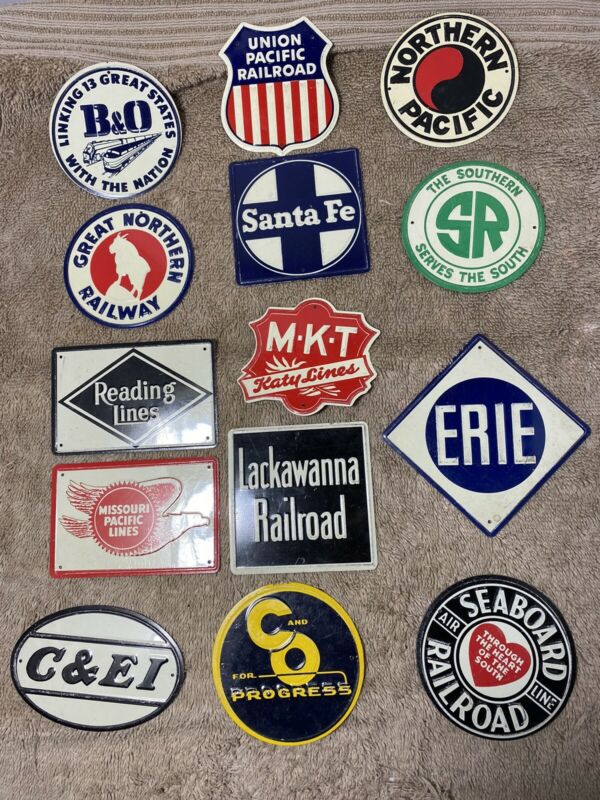 LINKING 13 GREAT STATES
B&O
WITH THE NATION
UNION
PACIFIC
RAILROAD
NORTHERN
PACIFIC
GREAT NORTHERN
RAILWAY
Santa Fe
THE SOUTHERN
SR
SERVES THE SOUTH
Reading
Lines
M·K·T
Katy Lines
ERIE
MISSOURI
PACIFIC
LINES
Lackawanna
Railroad
C&EI
C AND
O
FOR
PROGRESS
SEABOARD
AIR
LINE
THROUGH
THE HEART
OF THE
SOUTH
RAILROAD